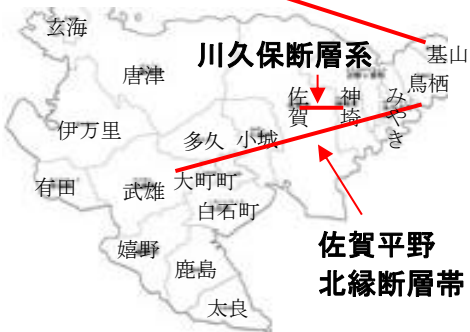 玄海
基山
川久保断層系
唐津
鳥栖
佐賀
神埼
みやき
伊万里
多久
小城
有田
武雄
大町町
白石町
嬉野
佐賀平野
北縁断層帯
鹿島
太良